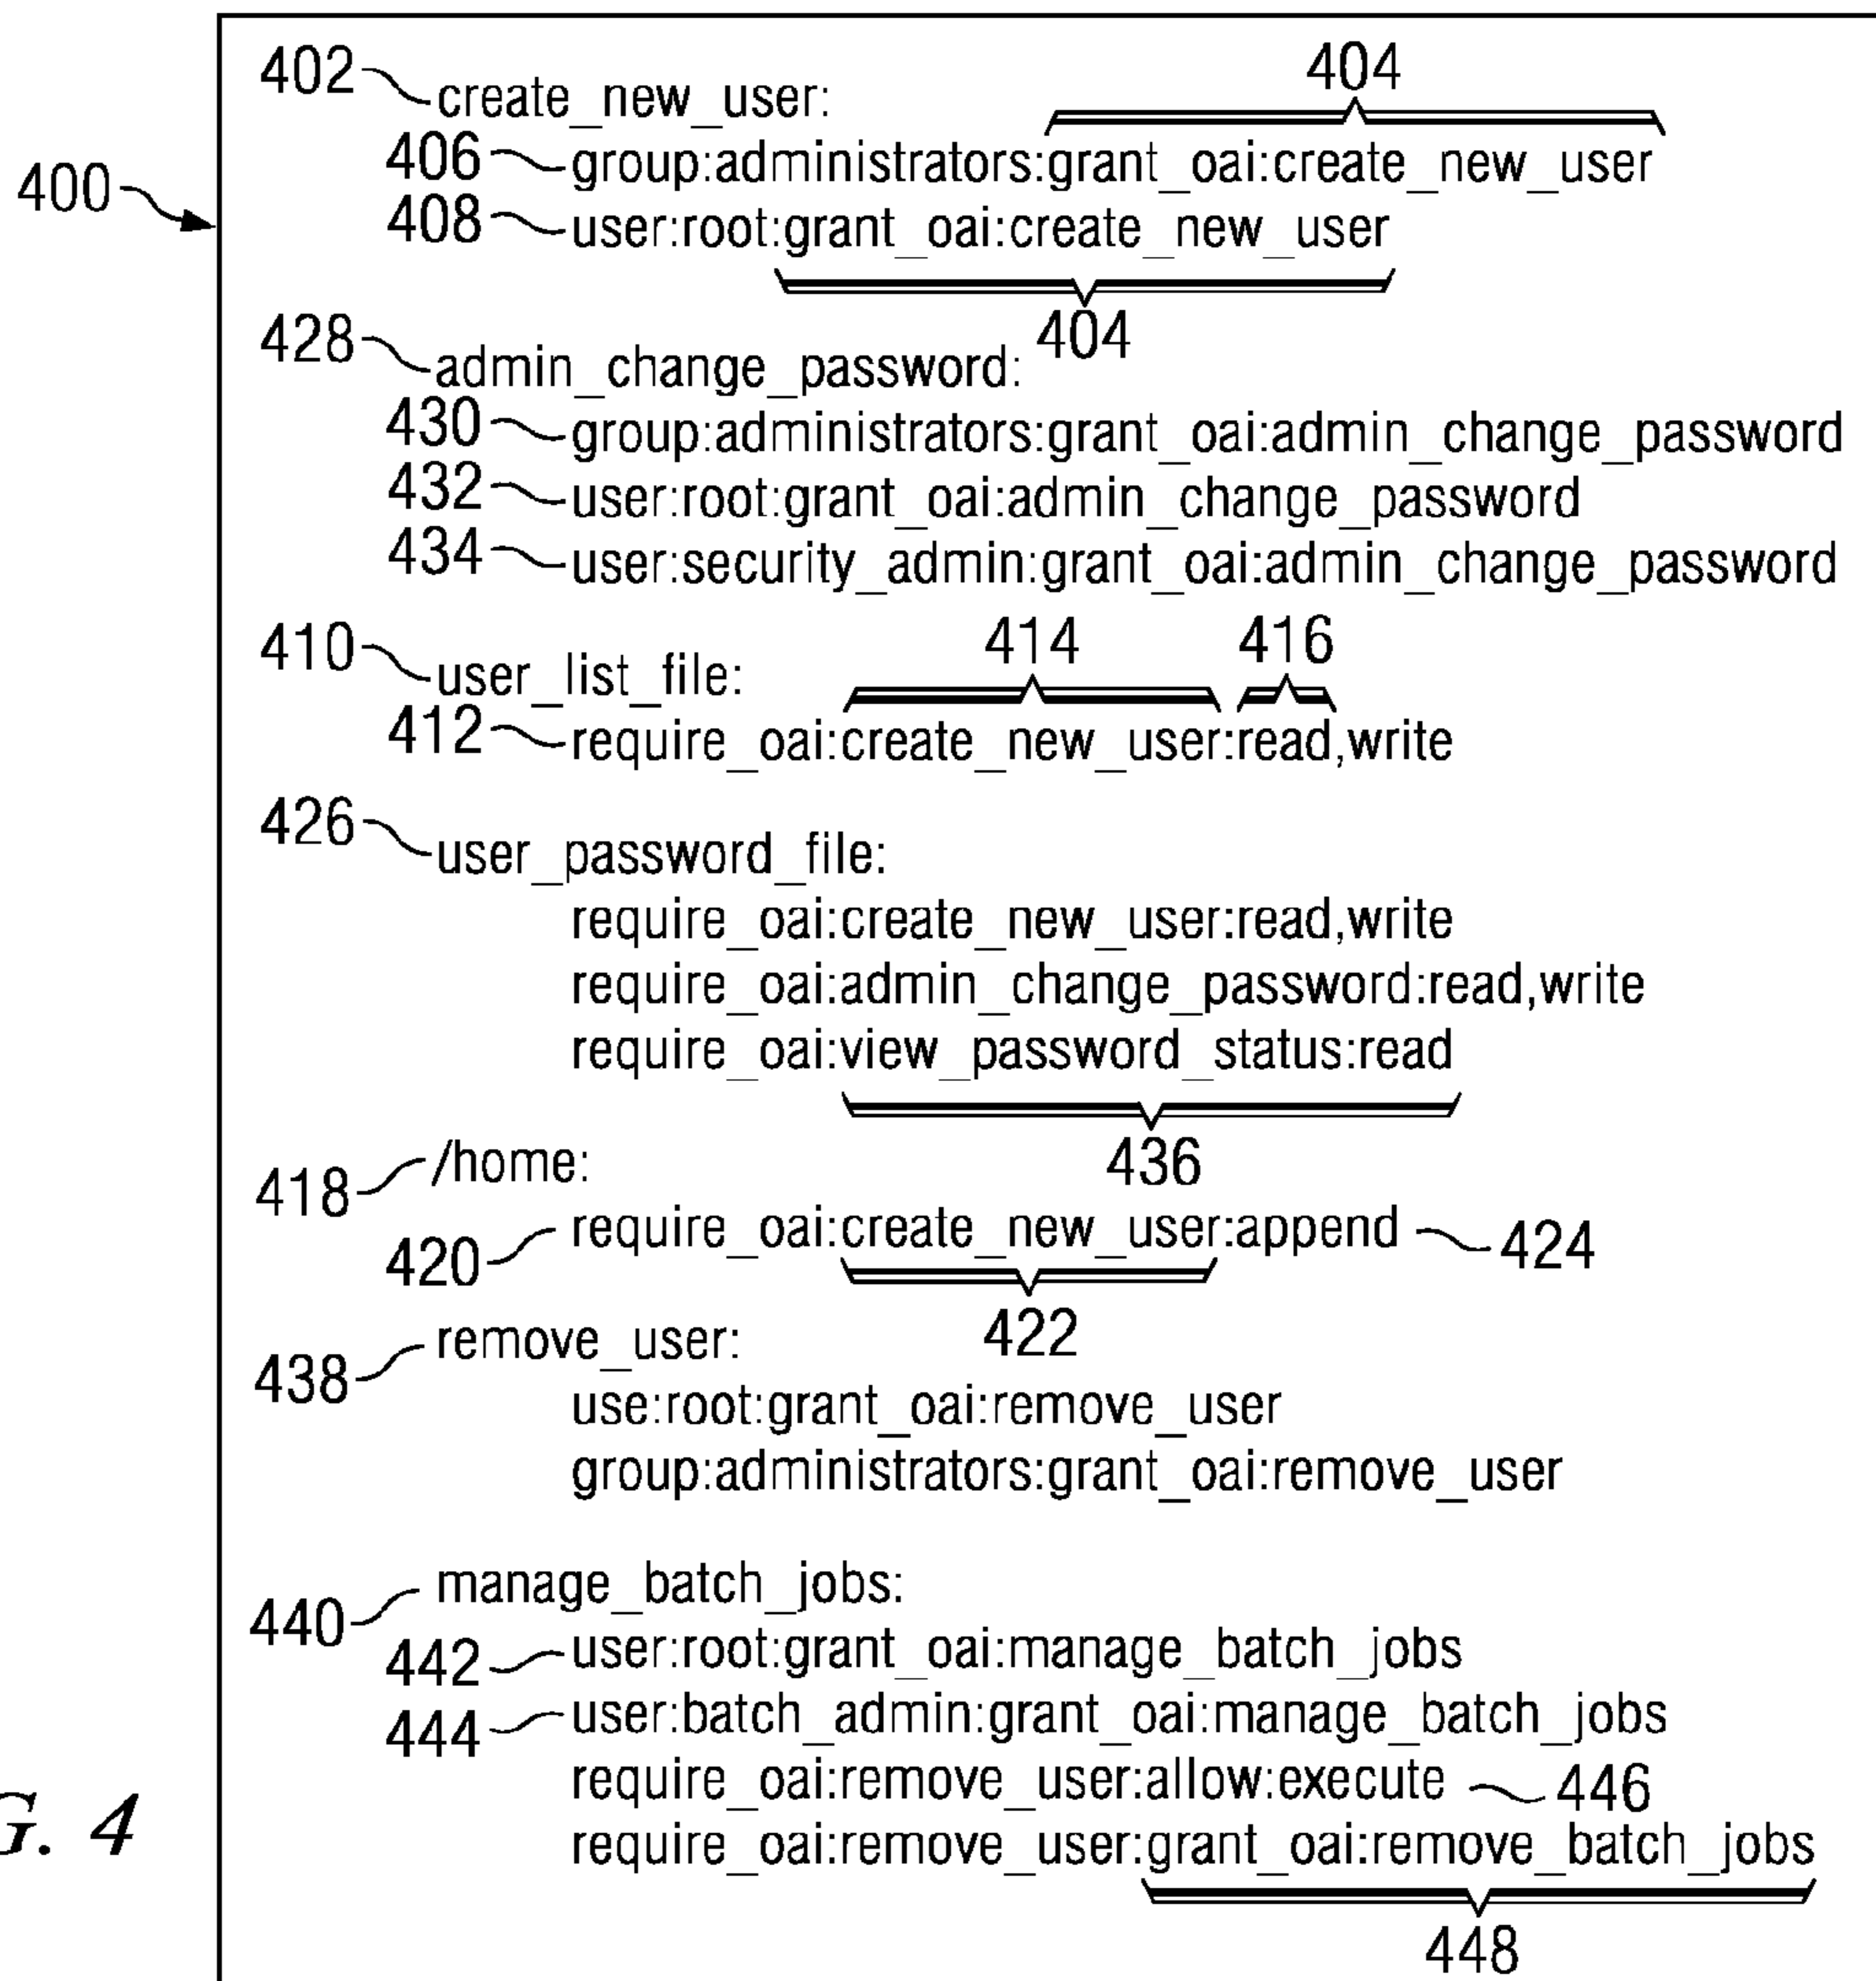 402 create_new_user:
404
406 group:administrators:grant_oai:create_new_user
400
408 user:root:grant_oai:create_new_user
404
428 admin_change_password:
430 group:administrators:grant_oai:admin_change_password
432 user:root:grant_oai:admin_change_password
434 user:security_admin:grant_oai:admin_change_password
414 416
410 user_list_file:
412 require_oai:create_new_user:read,write
426 user_password_file:
require_oai:create_new_user:read,write
require_oai:admin_change_password:read,write
require_oai:view_password_status:read
436
418 /home:
420 require_oai:create_new_user:append 424
422
438 remove_user:
use:root:grant_oai:remove_user
group:administrators:grant_oai:remove_user
440 manage_batch_jobs:
442 user:root:grant_oai:manage_batch_jobs
444 user:batch_admin:grant_oai:manage_batch_jobs
require_oai:remove_user:allow:execute 446
require_oai:remove_user:grant_oai:remove_batch_jobs
448
G. 4